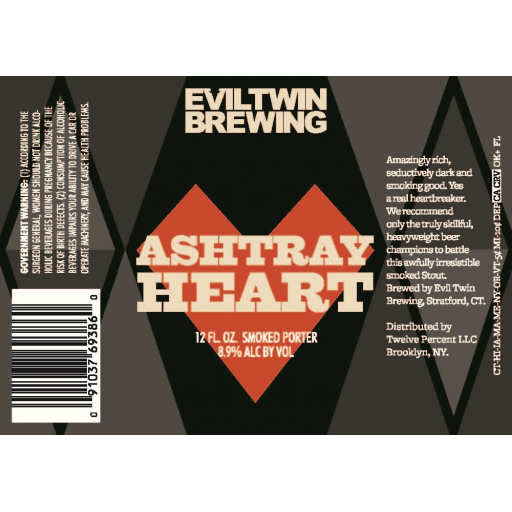 GOVERNMENT WARNING: (1) ACCORDING TO THE
SURGEON GENERAL, WOMEN SHOULD NOT DRINK ALCO-
HOLIC BEVERAGES DURING PREGNANCY BECAUSE OF THE
RISK OF BIRTH DEFECTS. (2) CONSUMPTION OF ALCOHOLIC
BEVERAGES IMPAIRS YOUR ABILITY TO DRIVE A CAR OR
OPERATE MACHINERY, AND MAY CAUSE HEALTH PROBLEMS.
0 91037 69386 0
EVILTWIN
BREWING
ASHTRAY
HEART
12 FL. OZ. SMOKED PORTER
8.9% ALC BY VOL
Amazingly rich,
seductively dark and
smoking good. Yes
a real heartbreaker.
We recommend
only the truly skillful,
heavyweight beer
champions to battle
this awfully irresistible
smoked Stout.
Brewed by Evil Twin
Brewing, Stratford, CT.
Distributed by
Twelve Percent LLC
Brooklyn, NY.
CT-HI-IA-MA-ME-NY-OR-VT-5¢ MI-10¢ DEP CA CRV OK+ FL